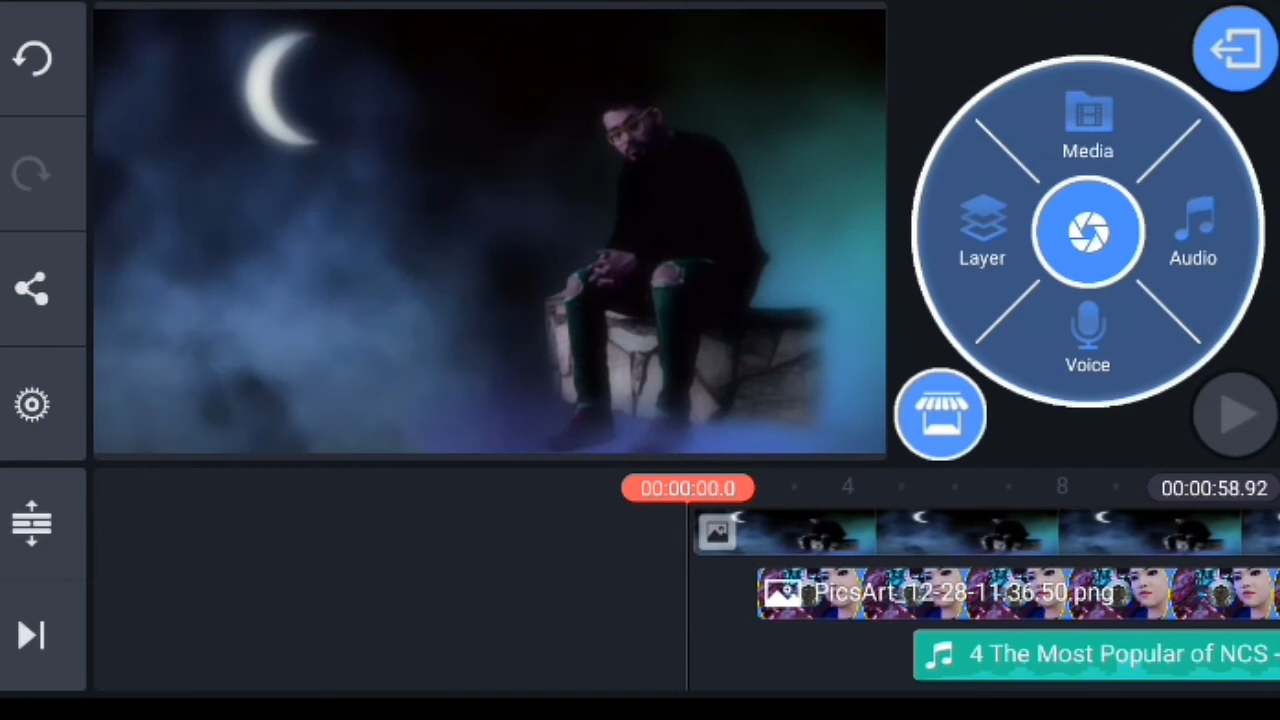 Media
Layer
Audio
Voice
00:00:00.0
4
8
00:00:58.92
PicsArt_12-28-11.36.50.png
4 The Most Popular of NCS -